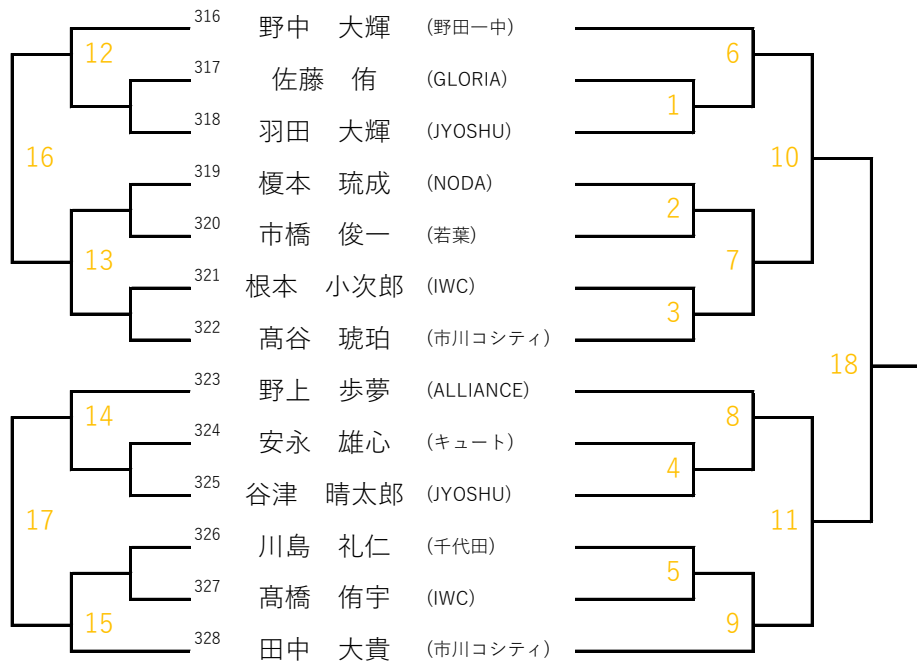 316 野中　大輝 (野田一中)
12 6
317 佐藤　侑 (GLORIA)
1
318 羽田　大輝 (JYOSHU)
16 10
319 榎本　琉成 (NODA)
2
320 市橋　俊一 (若葉)
13 7
321 根本　小次郎 (IWC)
3
322 髙谷　琥珀 (市川コシティ)
18
323 野上　歩夢 (ALLIANCE)
14 8
324 安永　雄心 (キュート)
4
325 谷津　晴太郎 (JYOSHU)
17 11
326 川島　礼仁 (千代田)
5
327 髙橋　侑宇 (IWC)
15 9
328 田中　大貴 (市川コシティ)